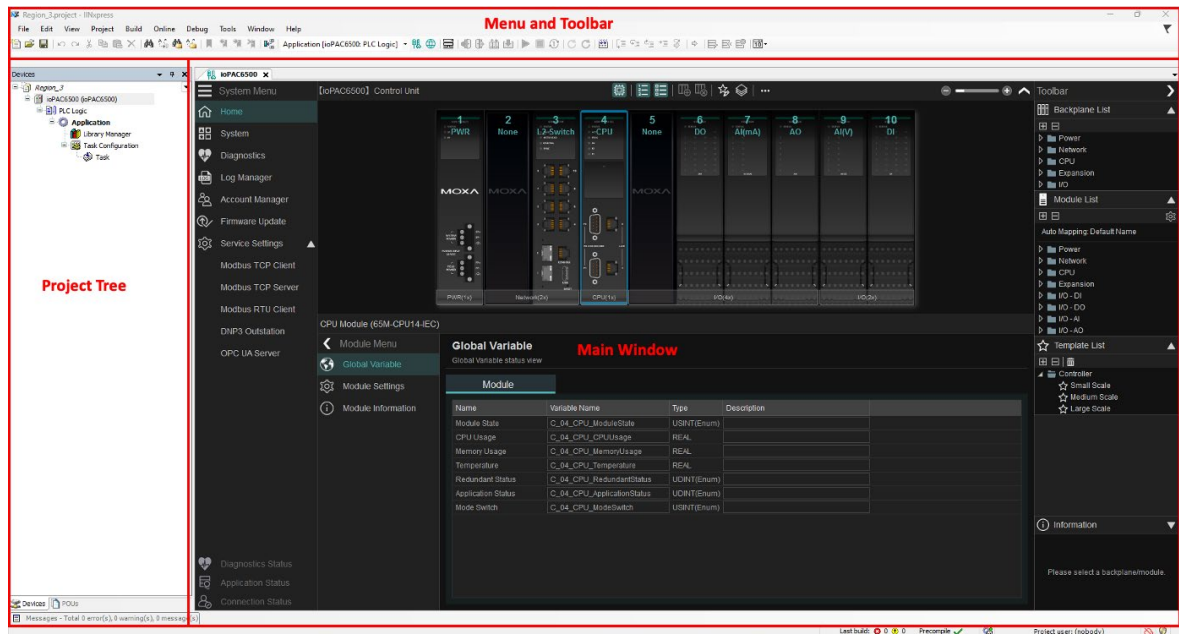 Region_3.project - IINxpress
File Edit View Project Build Online Debug Tools Window Help
Menu and Toolbar
Application [ioPAC6500: PLC Logic]
Devices
Region_3
ioPAC6500 (ioPAC6500)
PLC Logic
Application
Library Manager
Task Configuration
Task
Project Tree
Devices POUs
Messages - Total 0 error(s), 0 warning(s), 0 message(s)
ioPAC6500
System Menu
Home
System
Diagnostics
Log Manager
Account Manager
Firmware Update
Service Settings
Modbus TCP Client
Modbus TCP Server
Modbus RTU Client
DNP3 Outstation
OPC UA Server
Diagnostics Status
Application Status
Connection Status
[ioPAC6500] Control Unit
1 2 3 4 5 6 7 8 9 10
PWR None L2-Switch CPU None DO AI(mA) AO AI(V) DI
MOXA MOXA MOXA
PWR(1x) Network(2x) CPU(1x) I/O(4x) I/O(2x)
CPU Module (65M-CPU14-IEC)
Module Menu
Global Variable
Module Settings
Module Information
Global Variable
Global Variable status view
Main Window
Module
Name Variable Name Type Description
Module State C_04_CPU_ModuleState USINT(Enum)
CPU Usage C_04_CPU_CPUUsage REAL
Memory Usage C_04_CPU_MemoryUsage REAL
Temperature C_04_CPU_Temperature REAL
Redundant Status C_04_CPU_RedundantStatus UDINT(Enum)
Application Status C_04_CPU_ApplicationStatus UDINT(Enum)
Mode Switch C_04_CPU_ModeSwitch USINT(Enum)
Toolbar
Backplane List
Power
Network
CPU
Expansion
I/O
Module List
Auto Mapping: Default Name
Power
Network
CPU
Expansion
I/O - DI
I/O - DO
I/O - AI
I/O - AO
Template List
Controller
Small Scale
Medium Scale
Large Scale
Information
Please select a backplane/module.
Last build: 0 0 Precompile Project user: (nobody)